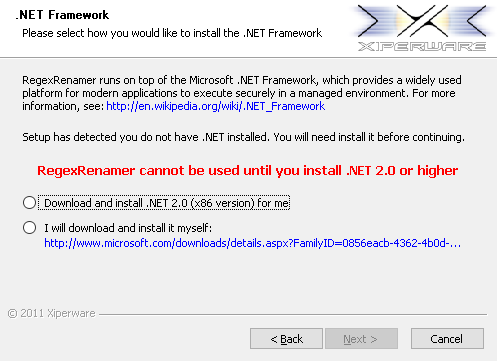 .NET Framework
Please select how you would like to install the .NET Framework
XIPERWARE
RegexRenamer runs on top of the Microsoft .NET Framework, which provides a widely used
platform for modern applications to execute securely in a managed environment. For more
information, see: http://en.wikipedia.org/wiki/.NET_Framework
Setup has detected you do not have .NET installed. You will need install it before continuing.
RegexRenamer cannot be used until you install .NET 2.0 or higher
Download and install .NET 2.0 (x86 version) for me
I will download and install it myself:
http://www.microsoft.com/downloads/details.aspx?FamilyID=0856eacb-4362-4b0d-...
© 2011 Xiperware
< Back
Next >
Cancel